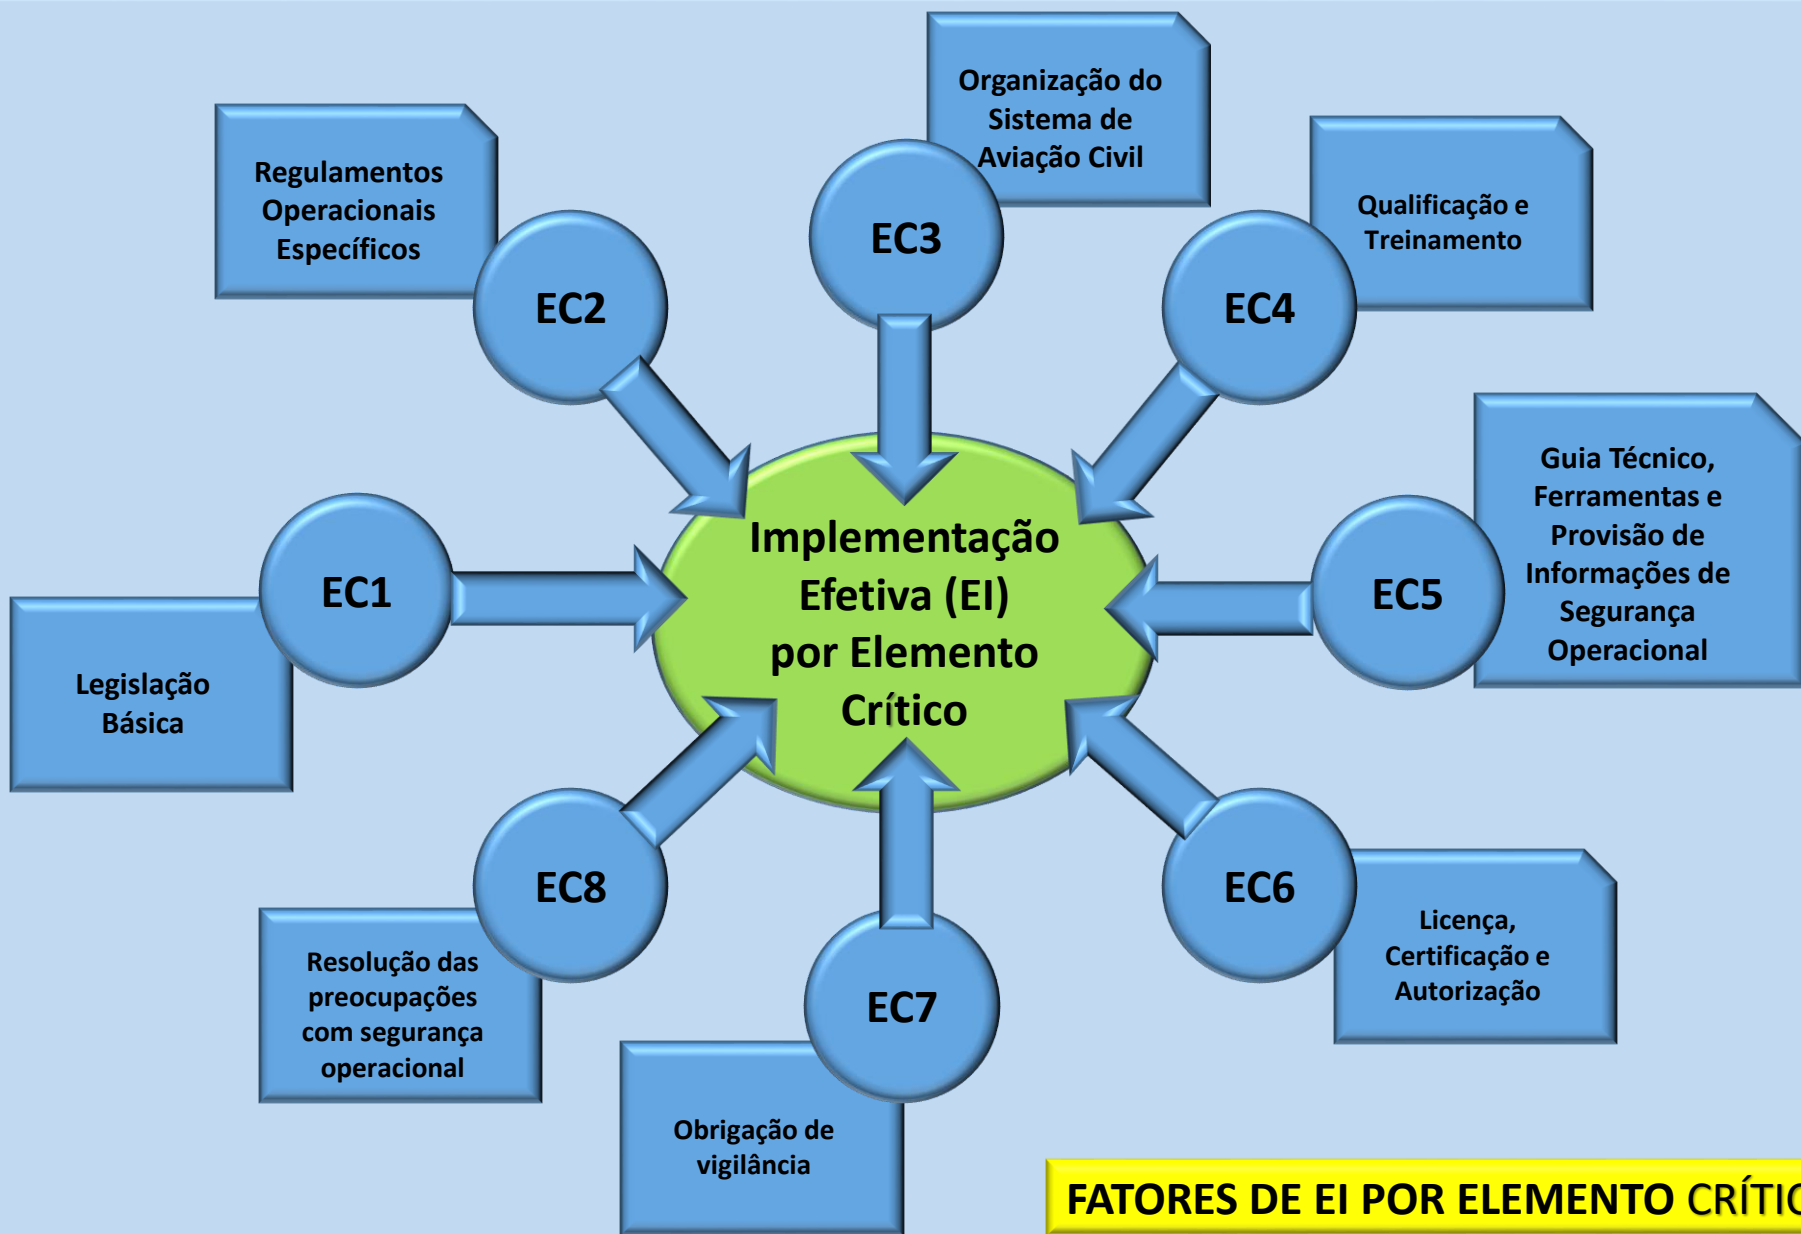 Organização do
Sistema de
Aviação Civil
EC3
Regulamentos
Operacionais
Específicos
EC2
Qualificação e
Treinamento
EC4
Guia Técnico,
Ferramentas e
Provisão de
Informações de
Segurança
Operacional
EC5
EC1
Legislação
Básica
Implementação
Efetiva (EI)
por Elemento
Crítico
EC8
Resolução das
preocupações
com segurança
operacional
EC7
Obrigação de
vigilância
EC6
Licença,
Certificação e
Autorização
FATORES DE EI POR ELEMENTO CRÍTIC